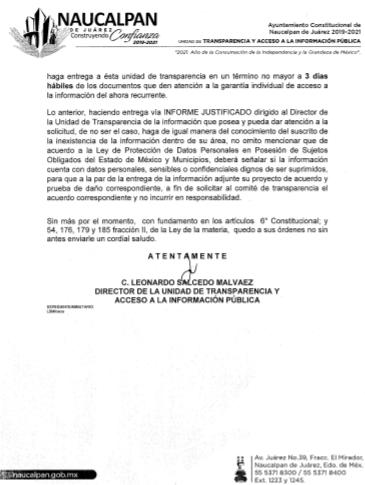 NAUCALPAN
DE JUÁREZ
Construyendo Confianza
2019-2021
Ayuntamiento Constitucional de
Naucalpan de Juárez 2019-2021
UNIDAD DE TRANSPARENCIA Y ACCESO A LA INFORMACIÓN PÚBLICA
"2021. Año de la Consumación de la Independencia y la Grandeza de México".
haga entrega a ésta unidad de transparencia en un término no mayor a 3 días
hábiles de los documentos que den atención a la garantía individual de acceso
a la información del ahora recurrente.
Lo anterior, haciendo entrega vía INFORME JUSTIFICADO dirigido al Director de
la Unidad de Transparencia de la información que posea y pueda dar atención a la
solicitud, de no ser el caso, haga de igual manera del conocimiento del suscrito de
la inexistencia de la información dentro de su área, no omito mencionar que de
acuerdo a la Ley de Protección de Datos Personales en Posesión de Sujetos
Obligados del Estado de México y Municipios, deberá señalar si la información
cuenta con datos personales, sensibles o confidenciales dignos de ser suprimidos,
para que a la par de la entrega de la información adjunte su proyecto de acuerdo y
prueba de daño correspondiente, a fin de solicitar al comité de transparencia el
acuerdo correspondiente y no incurrir en responsabilidad.
Sin más por el momento, con fundamento en los artículos 6° Constitucional; y
54, 176, 179 y 185 fracción II, de La Ley de la materia, quedo a sus órdenes no sin
antes enviarle un cordial saludo.
A T E N T A M E N T E
C. LEONARDO SALCEDO MALVAEZ
DIRECTOR DE LA UNIDAD DE TRANSPARENCIA Y
ACCESO A LA INFORMACIÓN PÚBLICA
naucalpan.gob.mx
Av. Juárez No.39, Fracc. El Mirador,
Naucalpan de Juárez, Edo. de Méx.
55 5371 8300 / 55 5371 8400
Ext. 1233 y 1245.